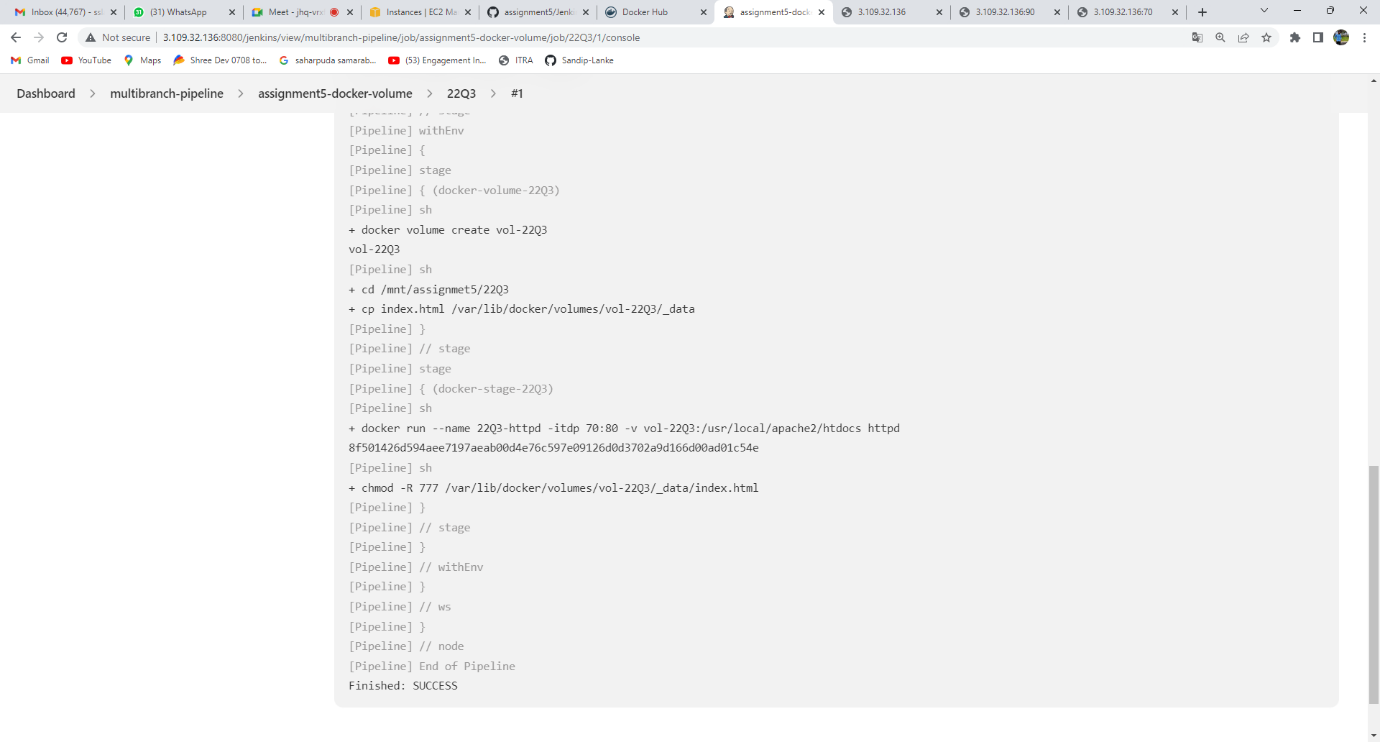 Inbox (44,767) - ssl
(31) WhatsApp
Meet - jhq-vra
Instances | EC2 Ma
assignment5/Jenk
Docker Hub
assignment5-dock
3.109.32.136
3.109.32.136:90
3.109.32.136:70
Not secure | 3.109.32.136:8080/jenkins/view/multibranch-pipeline/job/assignment5-docker-volume/job/22Q3/1/console
Gmail
YouTube
Maps
Shree Dev 0708 to...
saharpuda samarab...
(53) Engagement In...
ITRA
Sandip-Lanke
Dashboard > multibranch-pipeline > assignment5-docker-volume > 22Q3 > #1
[Pipeline] // stage
[Pipeline] withEnv
[Pipeline] {
[Pipeline] stage
[Pipeline] { (docker-volume-22Q3)
[Pipeline] sh
+ docker volume create vol-22Q3
vol-22Q3
[Pipeline] sh
+ cd /mnt/assignmet5/22Q3
+ cp index.html /var/lib/docker/volumes/vol-22Q3/_data
[Pipeline] }
[Pipeline] // stage
[Pipeline] stage
[Pipeline] { (docker-stage-22Q3)
[Pipeline] sh
+ docker run --name 22Q3-httpd -itdp 70:80 -v vol-22Q3:/usr/local/apache2/htdocs httpd
8f501426d594aee7197aeab00d4e76c597e09126d0d3702a9d166d00ad01c54e
[Pipeline] sh
+ chmod -R 777 /var/lib/docker/volumes/vol-22Q3/_data/index.html
[Pipeline] }
[Pipeline] // stage
[Pipeline] }
[Pipeline] // withEnv
[Pipeline] }
[Pipeline] // ws
[Pipeline] }
[Pipeline] // node
[Pipeline] End of Pipeline
Finished: SUCCESS